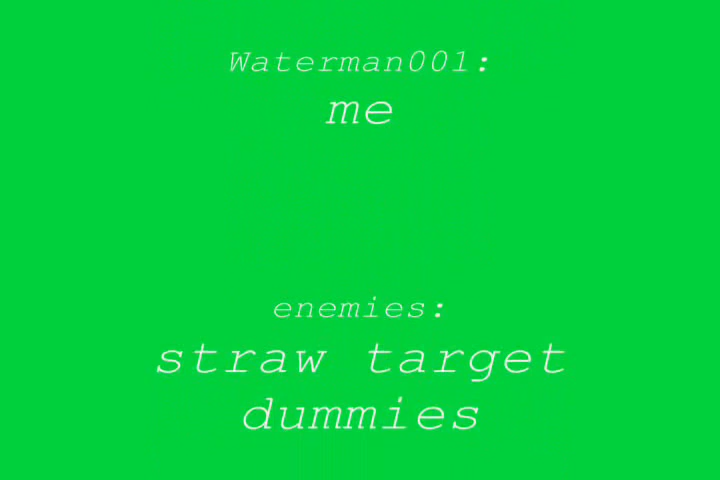 Waterman001:
me
enemies:
straw target
dummies